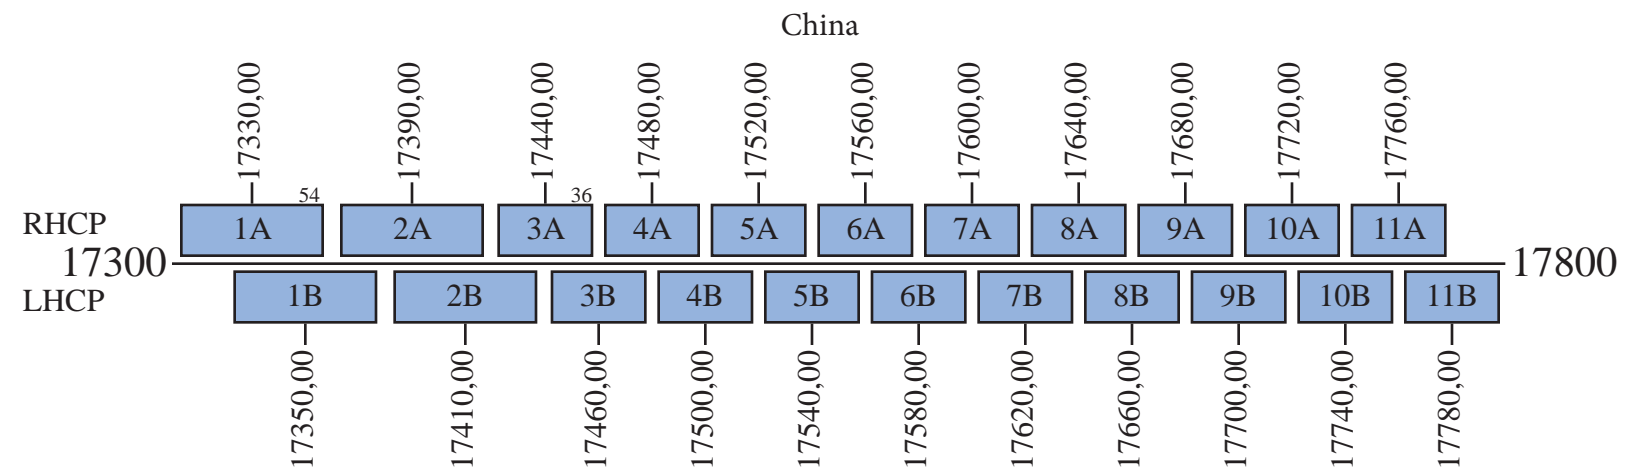 China
17330,00 17390,00 17440,00 17480,00 17520,00 17560,00 17600,00 17640,00 17680,00 17720,00 17760,00
54 36
RHCP 1A 2A 3A 4A 5A 6A 7A 8A 9A 10A 11A
17300 17800
LHCP 1B 2B 3B 4B 5B 6B 7B 8B 9B 10B 11B
17350,00 17410,00 17460,00 17500,00 17540,00 17580,00 17620,00 17660,00 17700,00 17740,00 17780,00